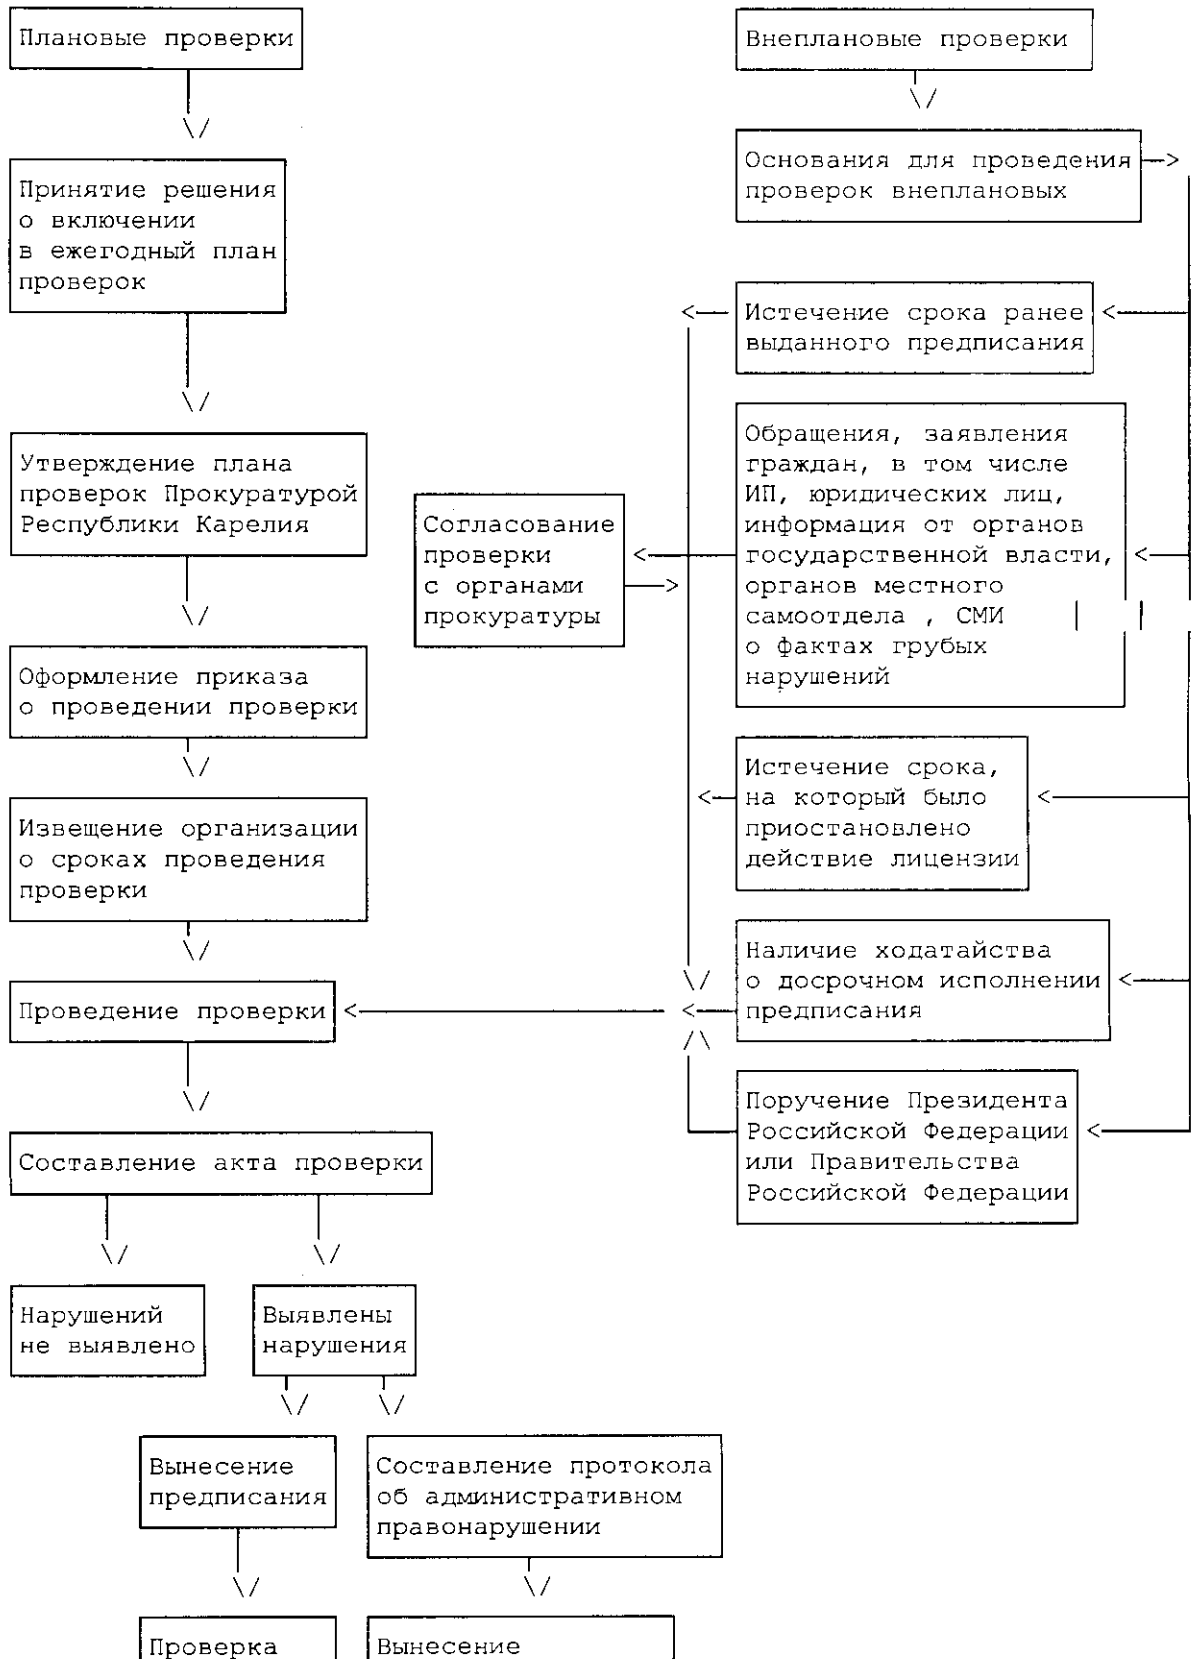 Плановые проверки
Внеплановые проверки
Принятие решения
о включении
в ежегодный план
проверок
Основания для проведения
проверок внеплановых
Истечение срока ранее
выданного предписания
Утверждение плана
проверок Прокуратурой
Республики Карелия
Обращения, заявления
граждан, в том числе
ИП, юридических лиц,
информация от органов
государственной власти,
органов местного
самоотдела , СМИ
о фактах грубых
нарушений
Согласование
проверки
с органами
прокуратуры
Оформление приказа
о проведении проверки
Истечение срока,
на который было
приостановлено
действие лицензии
Извещение организации
о сроках проведения
проверки
Наличие ходатайства
о досрочном исполнении
предписания
Проведение проверки
Поручение Президента
Российской Федерации
или Правительства
Российской Федерации
Составление акта проверки
Нарушений
не выявлено
Выявлены
нарушения
Вынесение
предписания
Составление протокола
об административном
правонарушении
Проверка
Вынесение